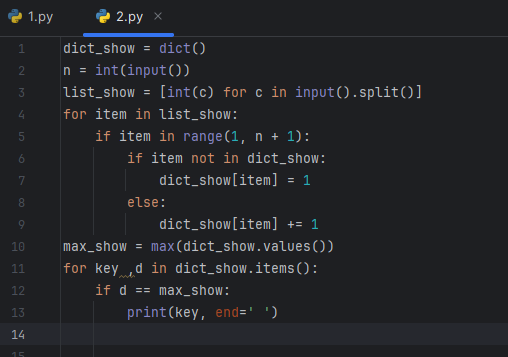 1.py 2.py
1 dict_show = dict()
2 n = int(input())
3 list_show = [int(c) for c in input().split()]
4 for item in list_show:
5     if item in range(1, n + 1):
6         if item not in dict_show:
7             dict_show[item] = 1
8         else:
9             dict_show[item] += 1
10 max_show = max(dict_show.values())
11 for key ,d in dict_show.items():
12     if d == max_show:
13         print(key, end=' ')
14
15